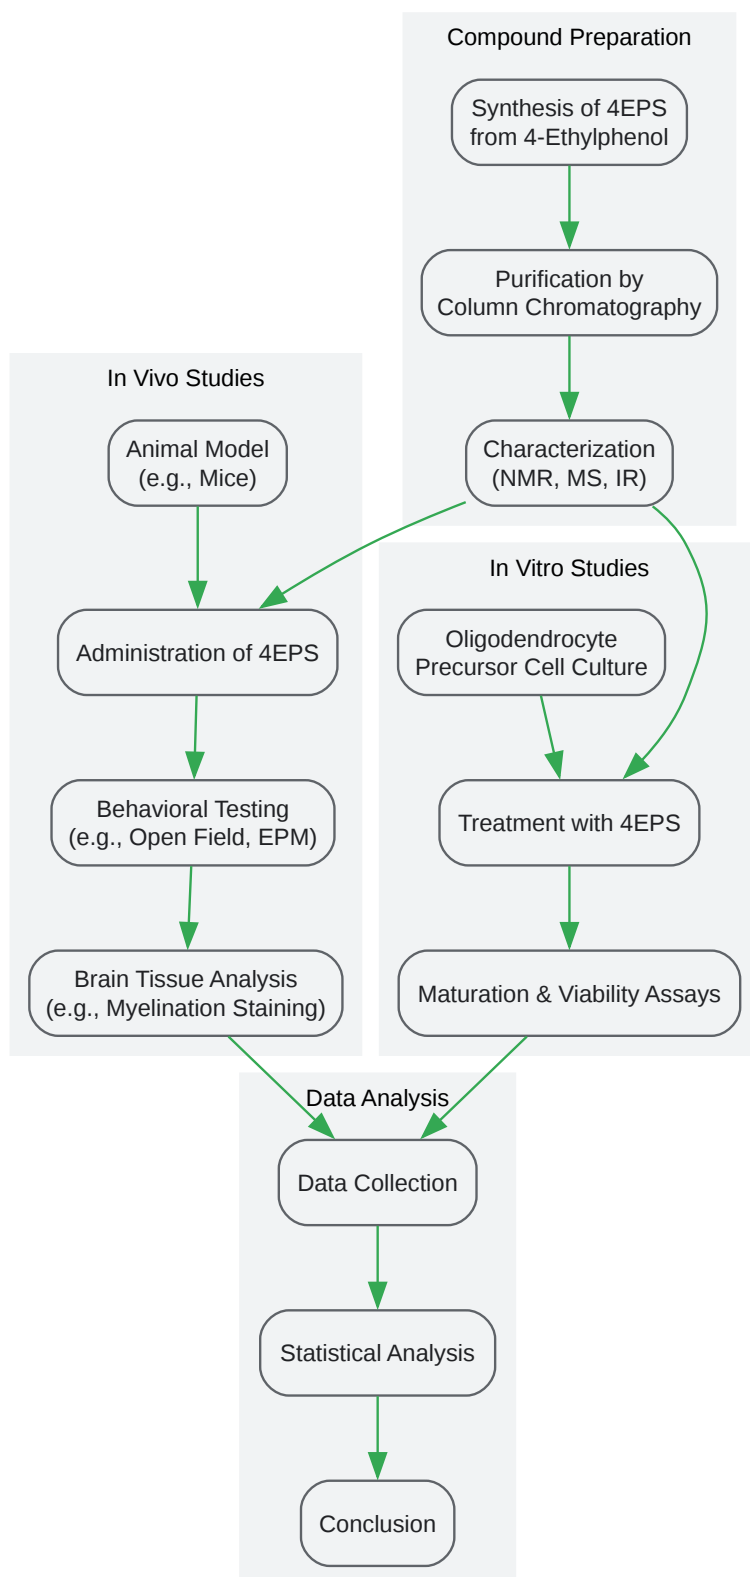 Compound Preparation
Synthesis of 4EPS
from 4-Ethylphenol
Purification by
Column Chromatography
Characterization
(NMR, MS, IR)
In Vivo Studies
Animal Model
(e.g., Mice)
Administration of 4EPS
Behavioral Testing
(e.g., Open Field, EPM)
Brain Tissue Analysis
(e.g., Myelination Staining)
In Vitro Studies
Oligodendrocyte
Precursor Cell Culture
Treatment with 4EPS
Maturation & Viability Assays
Data Analysis
Data Collection
Statistical Analysis
Conclusion